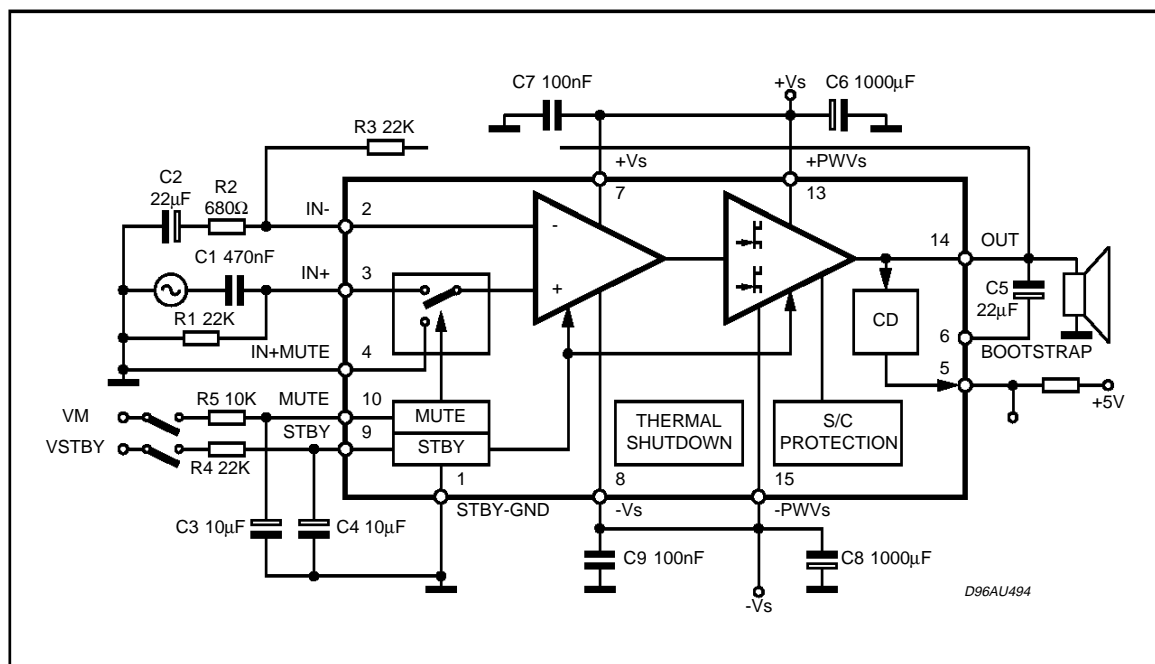 C7 100nF
+Vs
C6 1000µF
R3 22K
+Vs
+PWVs
C2
22µF
R2
680Ω
IN-
2
7
13
C1 470nF
IN+
3
-
+
14
OUT
R1 22K
IN+MUTE
4
CD
C5
22µF
6
BOOTSTRAP
5
+5V
VM
R5 10K
MUTE
10
MUTE
VSTBY
R4 22K
STBY
9
STBY
THERMAL
SHUTDOWN
S/C
PROTECTION
1
8
15
STBY-GND
-Vs
-PWVs
C3 10µF
C4 10µF
C9 100nF
C8 1000µF
-Vs
D96AU494